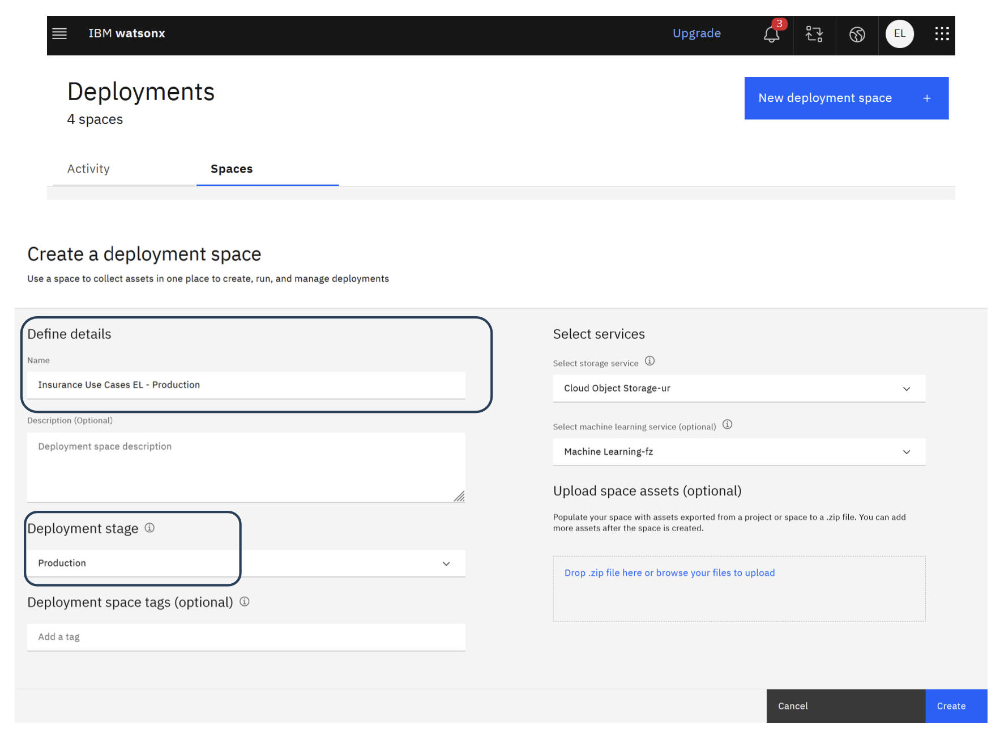 IBM watsonx
Upgrade
3
EL
Deployments
4 spaces
New deployment space +
Activity
Spaces
Create a deployment space
Use a space to collect assets in one place to create, run, and manage deployments
Define details
Name
Insurance Use Cases EL - Production
Description (Optional)
Deployment space description
Deployment stage
Production
Deployment space tags (optional)
Add a tag
Select services
Select storage service
Cloud Object Storage-ur
Select machine learning service (optional)
Machine Learning-fz
Upload space assets (optional)
Populate your space with assets exported from a project or space to a .zip file. You can add
more assets after the space is created.
Drop .zip file here or browse your files to upload
Cancel
Create